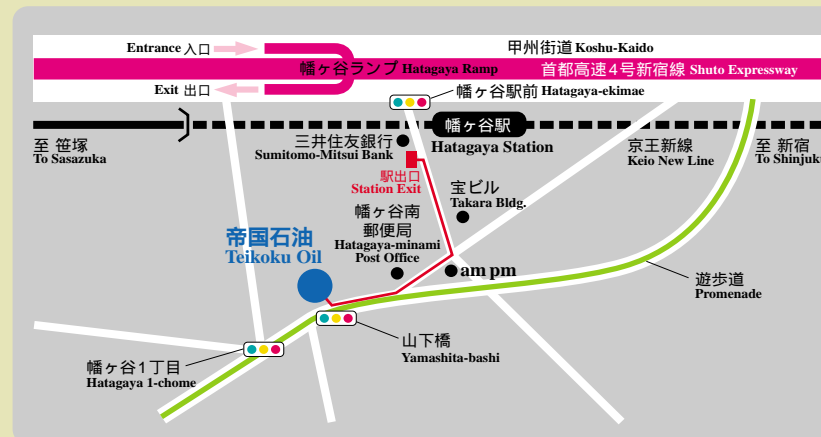 Entrance 入口
甲州街道 Koshu-Kaido
幡ヶ谷ランプ Hatagaya Ramp
首都高速4号新宿線 Shuto Expressway
Exit 出口
幡ヶ谷駅前 Hatagaya-ekimae
幡ヶ谷駅
Hatagaya Station
至 笹塚
To Sasazuka
三井住友銀行
Sumitomo-Mitsui Bank
京王新線
Keio New Line
至 新宿
To Shinjuku
駅出口
Station Exit
宝ビル
Takara Bldg.
幡ヶ谷南
郵便局
Hatagaya-minami
Post Office
帝国石油
Teikoku Oil
am pm
遊歩道
Promenade
山下橋
Yamashita-bashi
幡ヶ谷1丁目
Hatagaya 1-chome